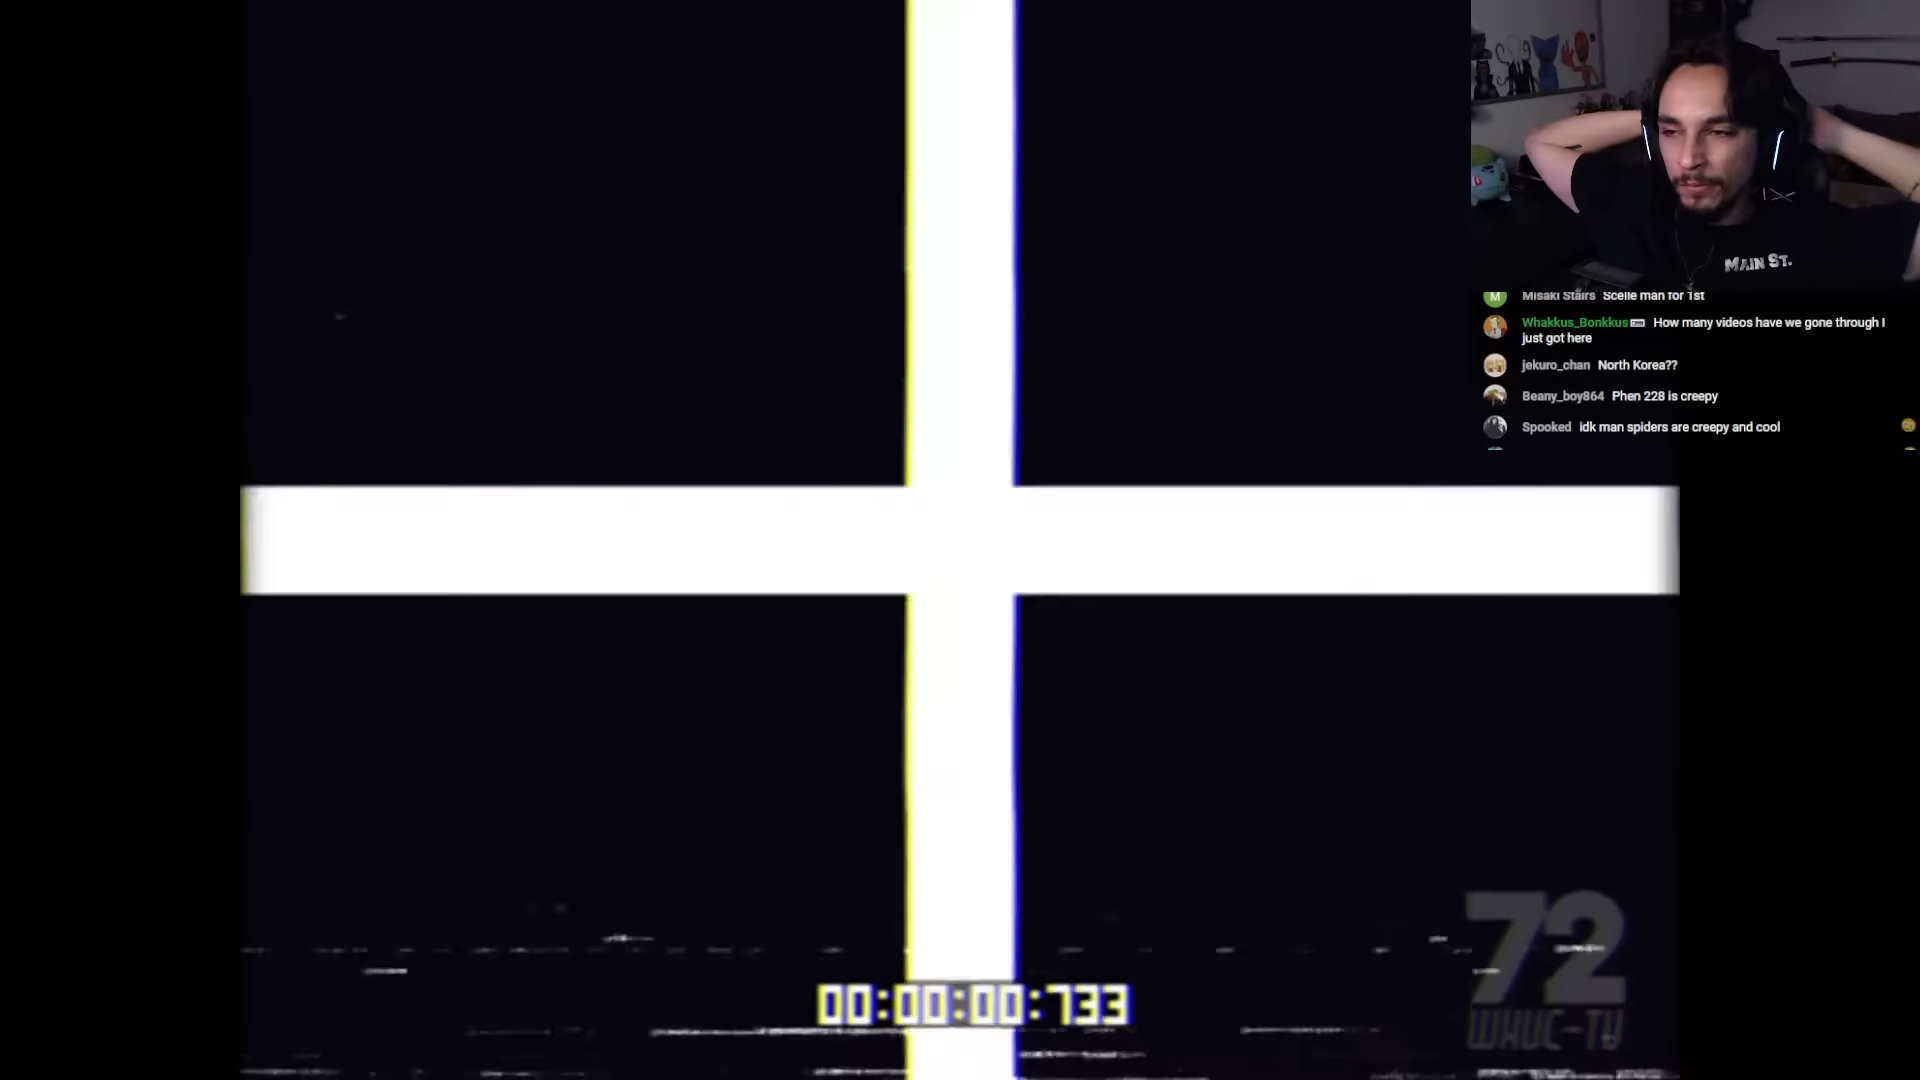 MAIN ST.
M
Misaki Stairs Scelle man for 1st
Whakkus_Bonkkus How many videos have we gone through I
just got here
jekuro_chan North Korea??
Beany_boy864 Phen 228 is creepy
Spooked idk man spiders are creepy and cool
72
00:00:00:733